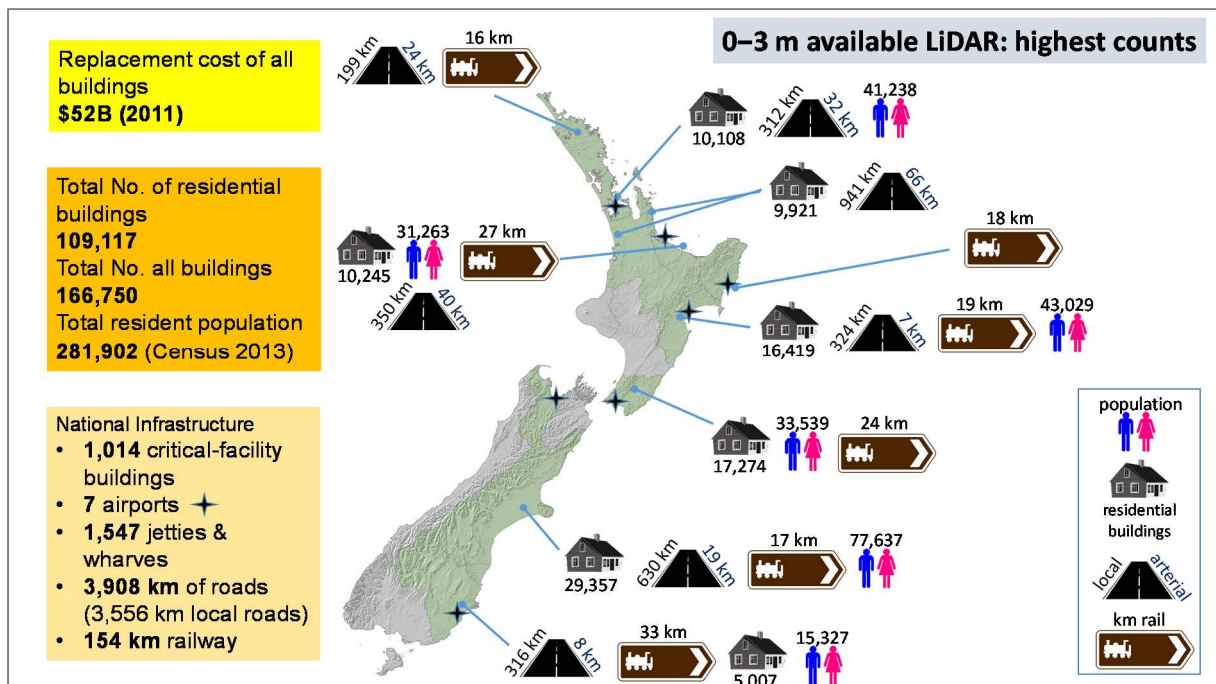 0–3 m available LiDAR: highest counts
Replacement cost of all
buildings
$52B (2011)
Total No. of residential
buildings
109,117
Total No. all buildings
166,750
Total resident population
281,902 (Census 2013)
National Infrastructure
• 1,014 critical-facility
buildings
• 7 airports
• 1,547 jetties &
wharves
• 3,908 km of roads
(3,556 km local roads)
• 154 km railway
199 km
24 km
16 km
10,108
312 km
32 km
41,238
9,921
941 km
66 km
18 km
10,245
31,263
27 km
350 km
40 km
16,419
324 km
7 km
19 km
43,029
17,274
33,539
24 km
29,357
630 km
19 km
17 km
77,637
316 km
8 km
33 km
5,007
15,327
population
residential
buildings
local
arterial
km rail